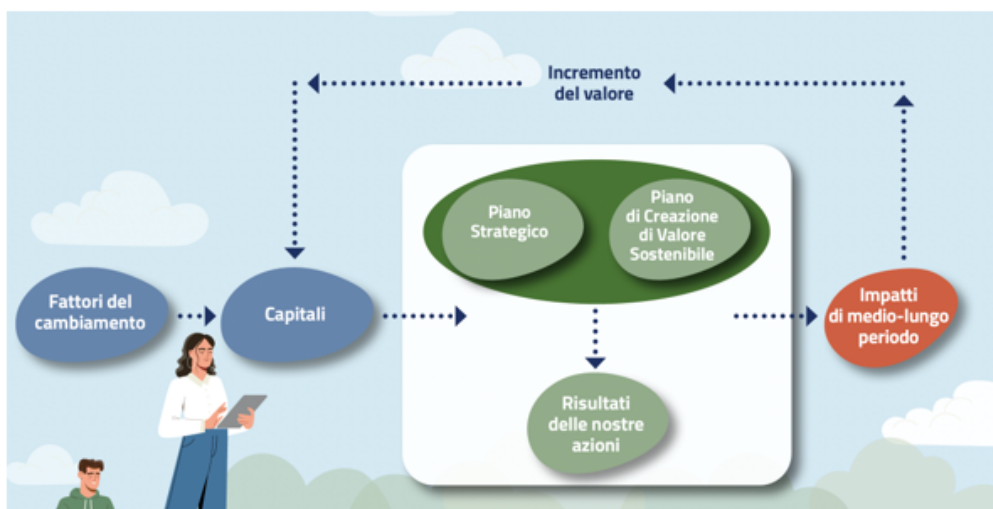 Incremento
del valore
Piano
Strategico
Piano
di Creazione
di Valore
Sostenibile
Fattori del
cambiamento
Capitali
Impatti
di medio-lungo
periodo
Risultati
delle nostre
azioni